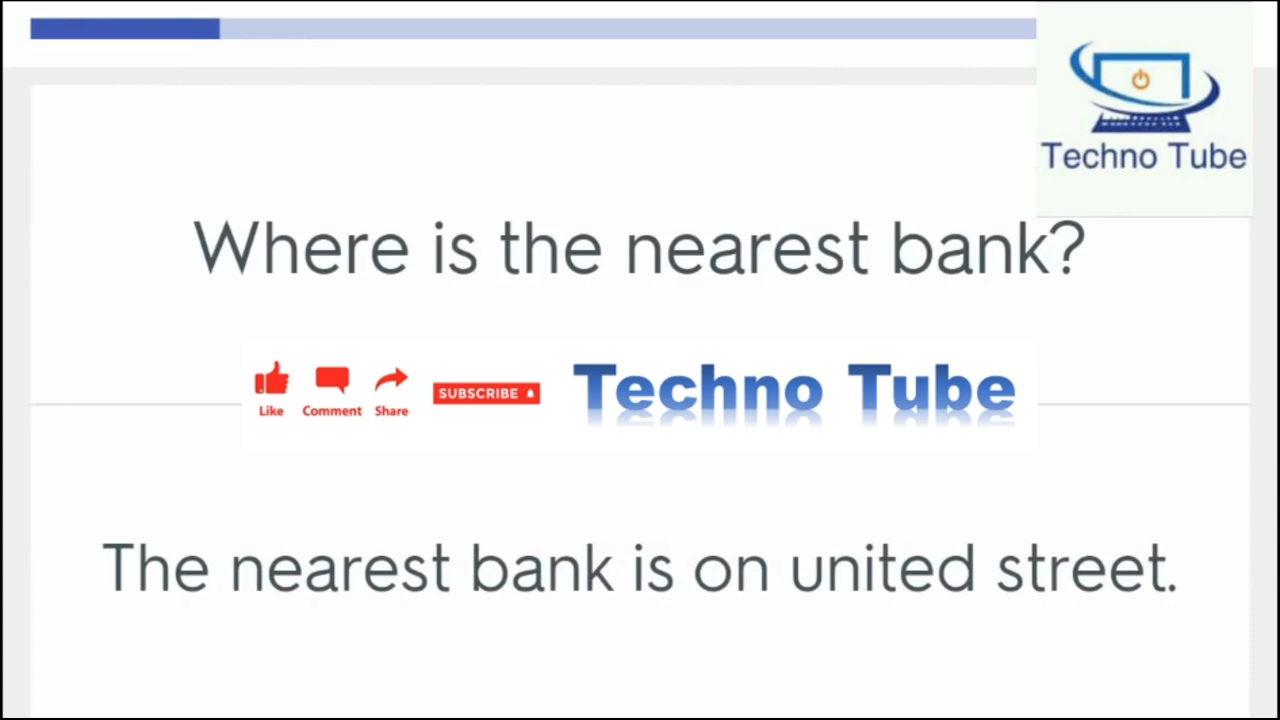 Techno Tube
Where is the nearest bank?
Like Comment Share SUBSCRIBE Techno Tube
The nearest bank is on united street.